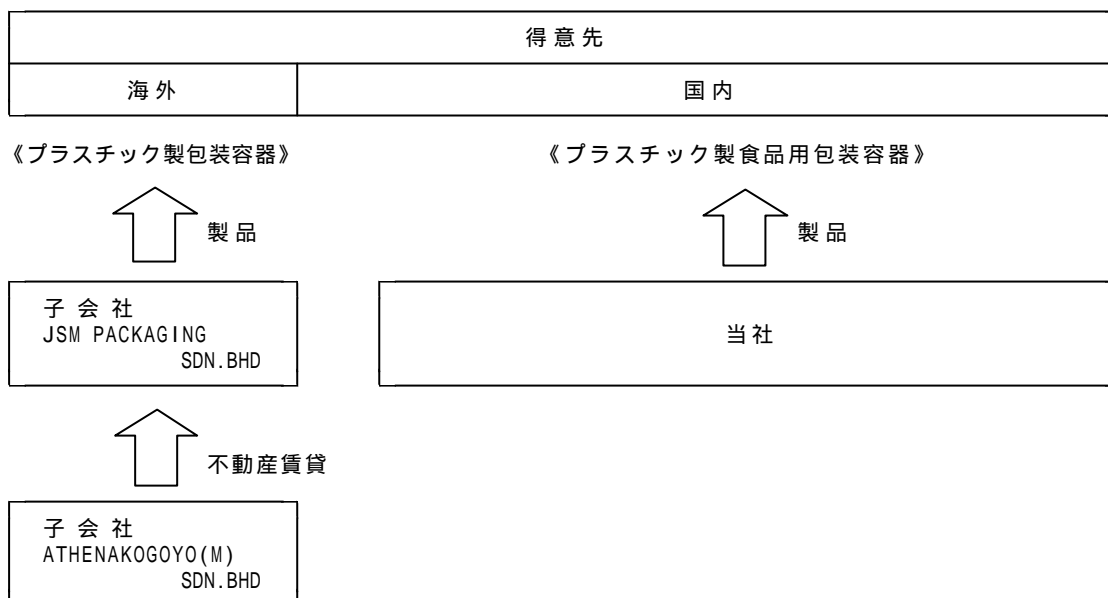 得意先
海外 国内
《プラスチック製包装容器》 《プラスチック製食品用包装容器》
製品 製品
子会社
JSM PACKAGING
SDN.BHD
当社
不動産賃貸
子会社
ATHENAKOGOYO(M)
SDN.BHD